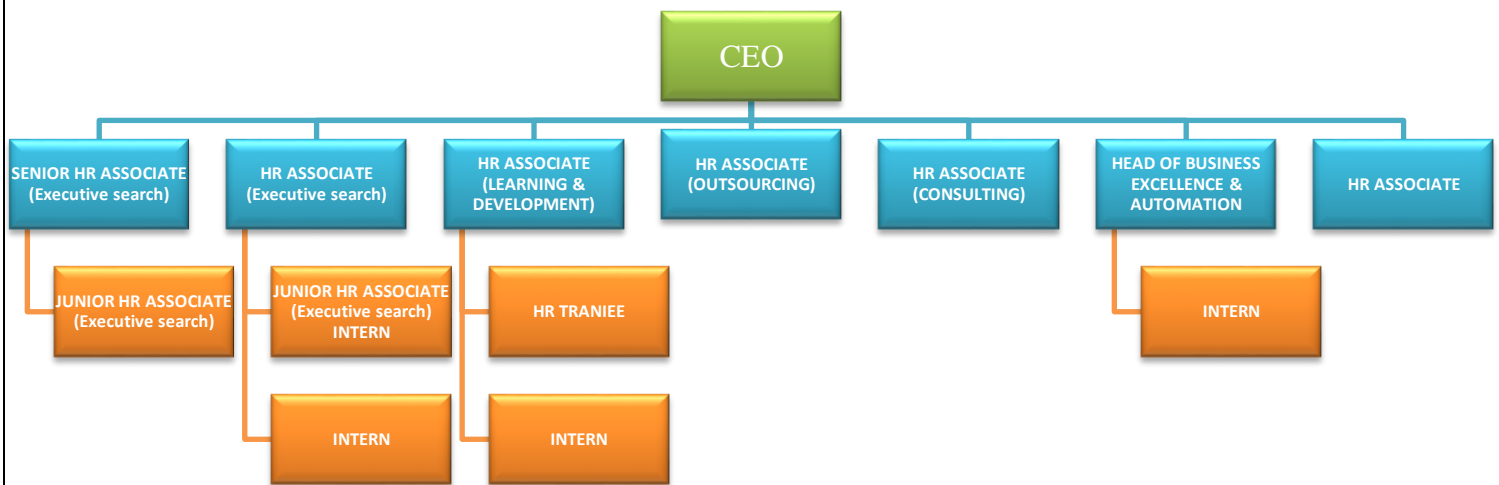 CEO
SENIOR HR ASSOCIATE
(Executive search)
HR ASSOCIATE
(Executive search)
HR ASSOCIATE
(LEARNING &
DEVELOPMENT)
HR ASSOCIATE
(OUTSOURCING)
HR ASSOCIATE
(CONSULTING)
HEAD OF BUSINESS
EXCELLENCE &
AUTOMATION
HR ASSOCIATE
JUNIOR HR ASSOCIATE
(Executive search)
JUNIOR HR ASSOCIATE
(Executive search)
INTERN
HR TRANIEE
INTERN
INTERN
INTERN